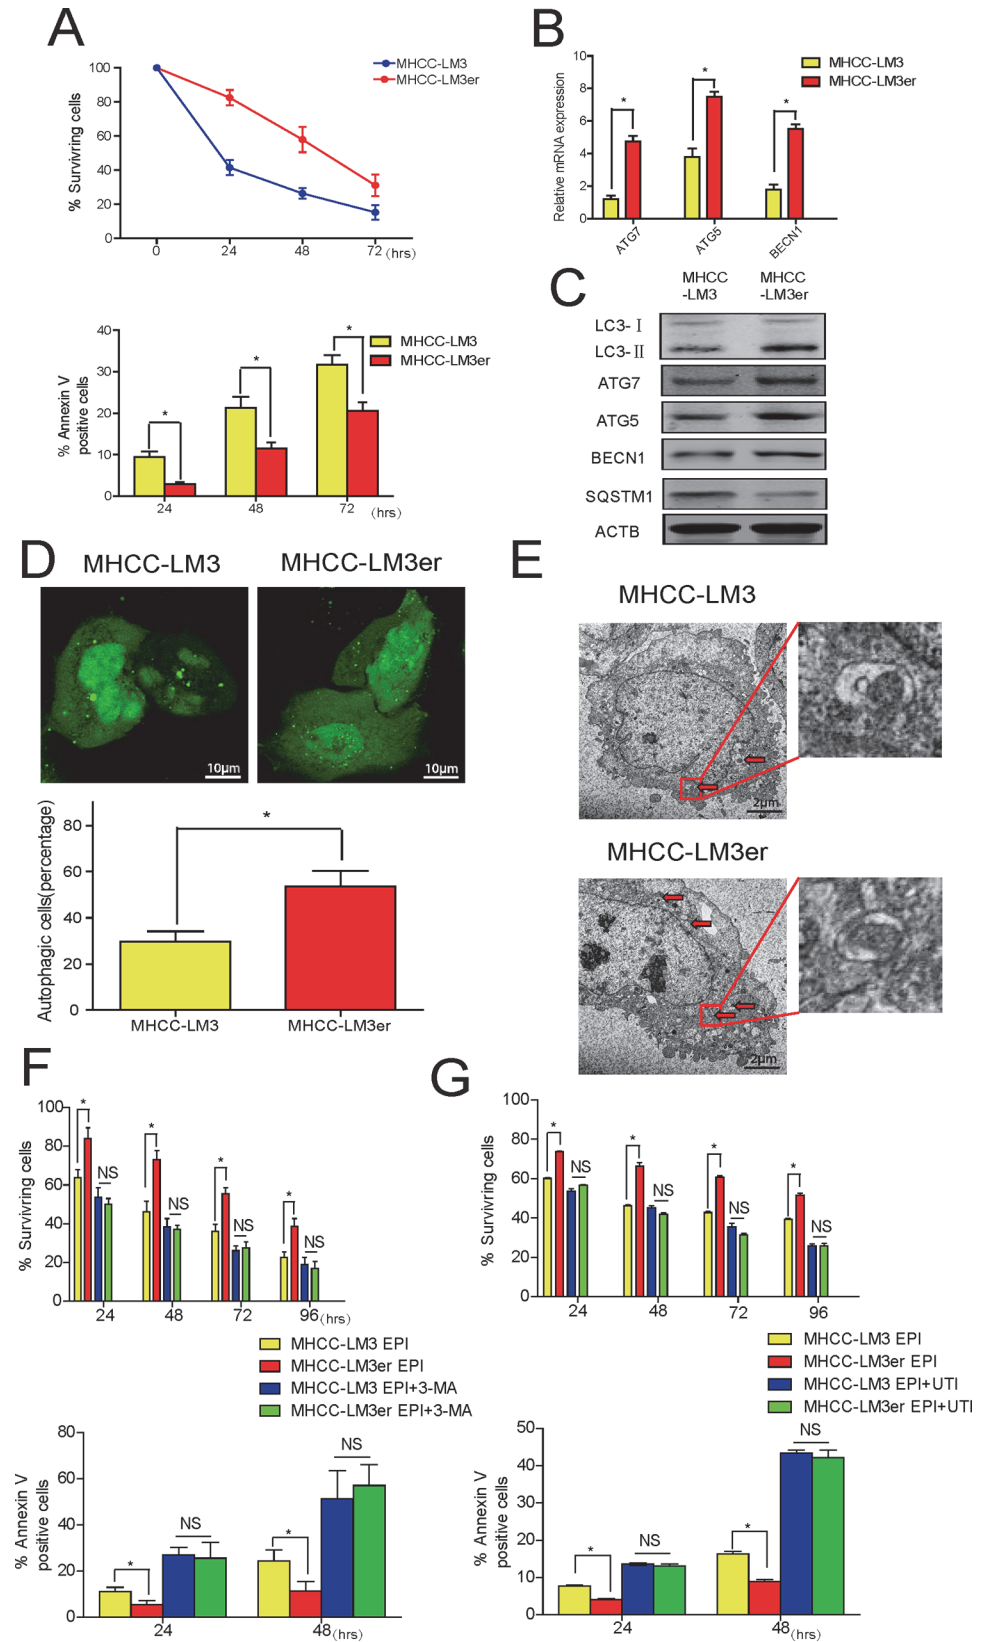 A
MHCC-LM3
MHCC-LM3er
% Survivring cells
100
80
60
40
20
0
0 24 48 72 (hrs)
% Annexin V
positive cells
40
30
20
10
0
*
*
*
MHCC-LM3
MHCC-LM3er
24 48 72 (hrs)
B
Relative mRNA expression
10
8
6
4
2
0
*
*
*
MHCC-LM3
MHCC-LM3er
ATG7 ATG5 BECN1
C
MHCC
-LM3
MHCC
-LM3er
LC3- I
LC3- II
ATG7
ATG5
BECN1
SQSTM1
ACTB
D
MHCC-LM3
MHCC-LM3er
10μm
10μm
Autophagic cells(percentage)
80
60
40
20
0
*
MHCC-LM3 MHCC-LM3er
E
MHCC-LM3
2μm
MHCC-LM3er
2μm
F
% Survivring cells
100
80
60
40
20
0
* NS
* NS
* NS
* NS
24 48 72 96 (hrs)
MHCC-LM3 EPI
MHCC-LM3er EPI
MHCC-LM3 EPI+3-MA
MHCC-LM3er EPI+3-MA
% Annexin V
positive cells
80
60
40
20
0
* NS
* NS
24 48 (hrs)
G
% Survivring cells
100
80
60
40
20
0
* NS
* NS
* NS
* NS
24 48 72 96
MHCC-LM3 EPI
MHCC-LM3er EPI
MHCC-LM3 EPI+UTI
MHCC-LM3er EPI+UTI
% Annexin V
positive cells
50
40
30
20
10
0
* NS
* NS
24 48 (hrs)